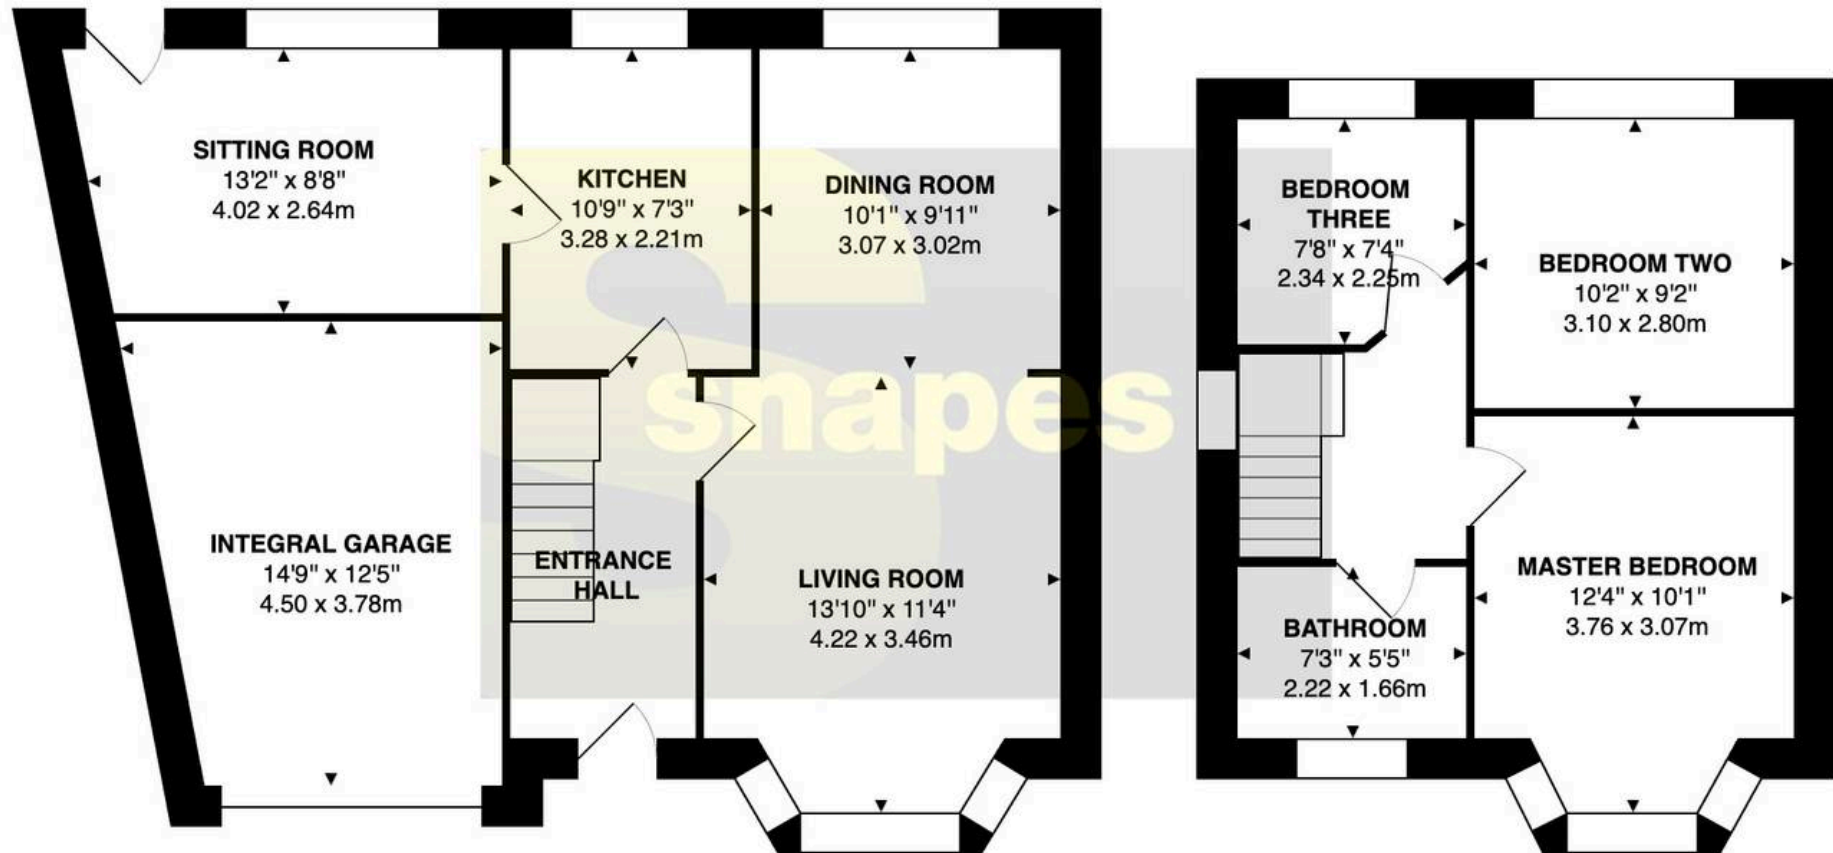 SITTING ROOM
13'2" x 8'8"
4.02 x 2.64m
KITCHEN
10'9" x 7'3"
3.28 x 2.21m
DINING ROOM
10'1" x 9'11"
3.07 x 3.02m
INTEGRAL GARAGE
14'9" x 12'5"
4.50 x 3.78m
ENTRANCE
HALL
LIVING ROOM
13'10" x 11'4"
4.22 x 3.46m
snapes
BEDROOM
THREE
7'8" x 7'4"
2.34 x 2.25m
BEDROOM TWO
10'2" x 9'2"
3.10 x 2.80m
MASTER BEDROOM
12'4" x 10'1"
3.76 x 3.07m
BATHROOM
7'3" x 5'5"
2.22 x 1.66m